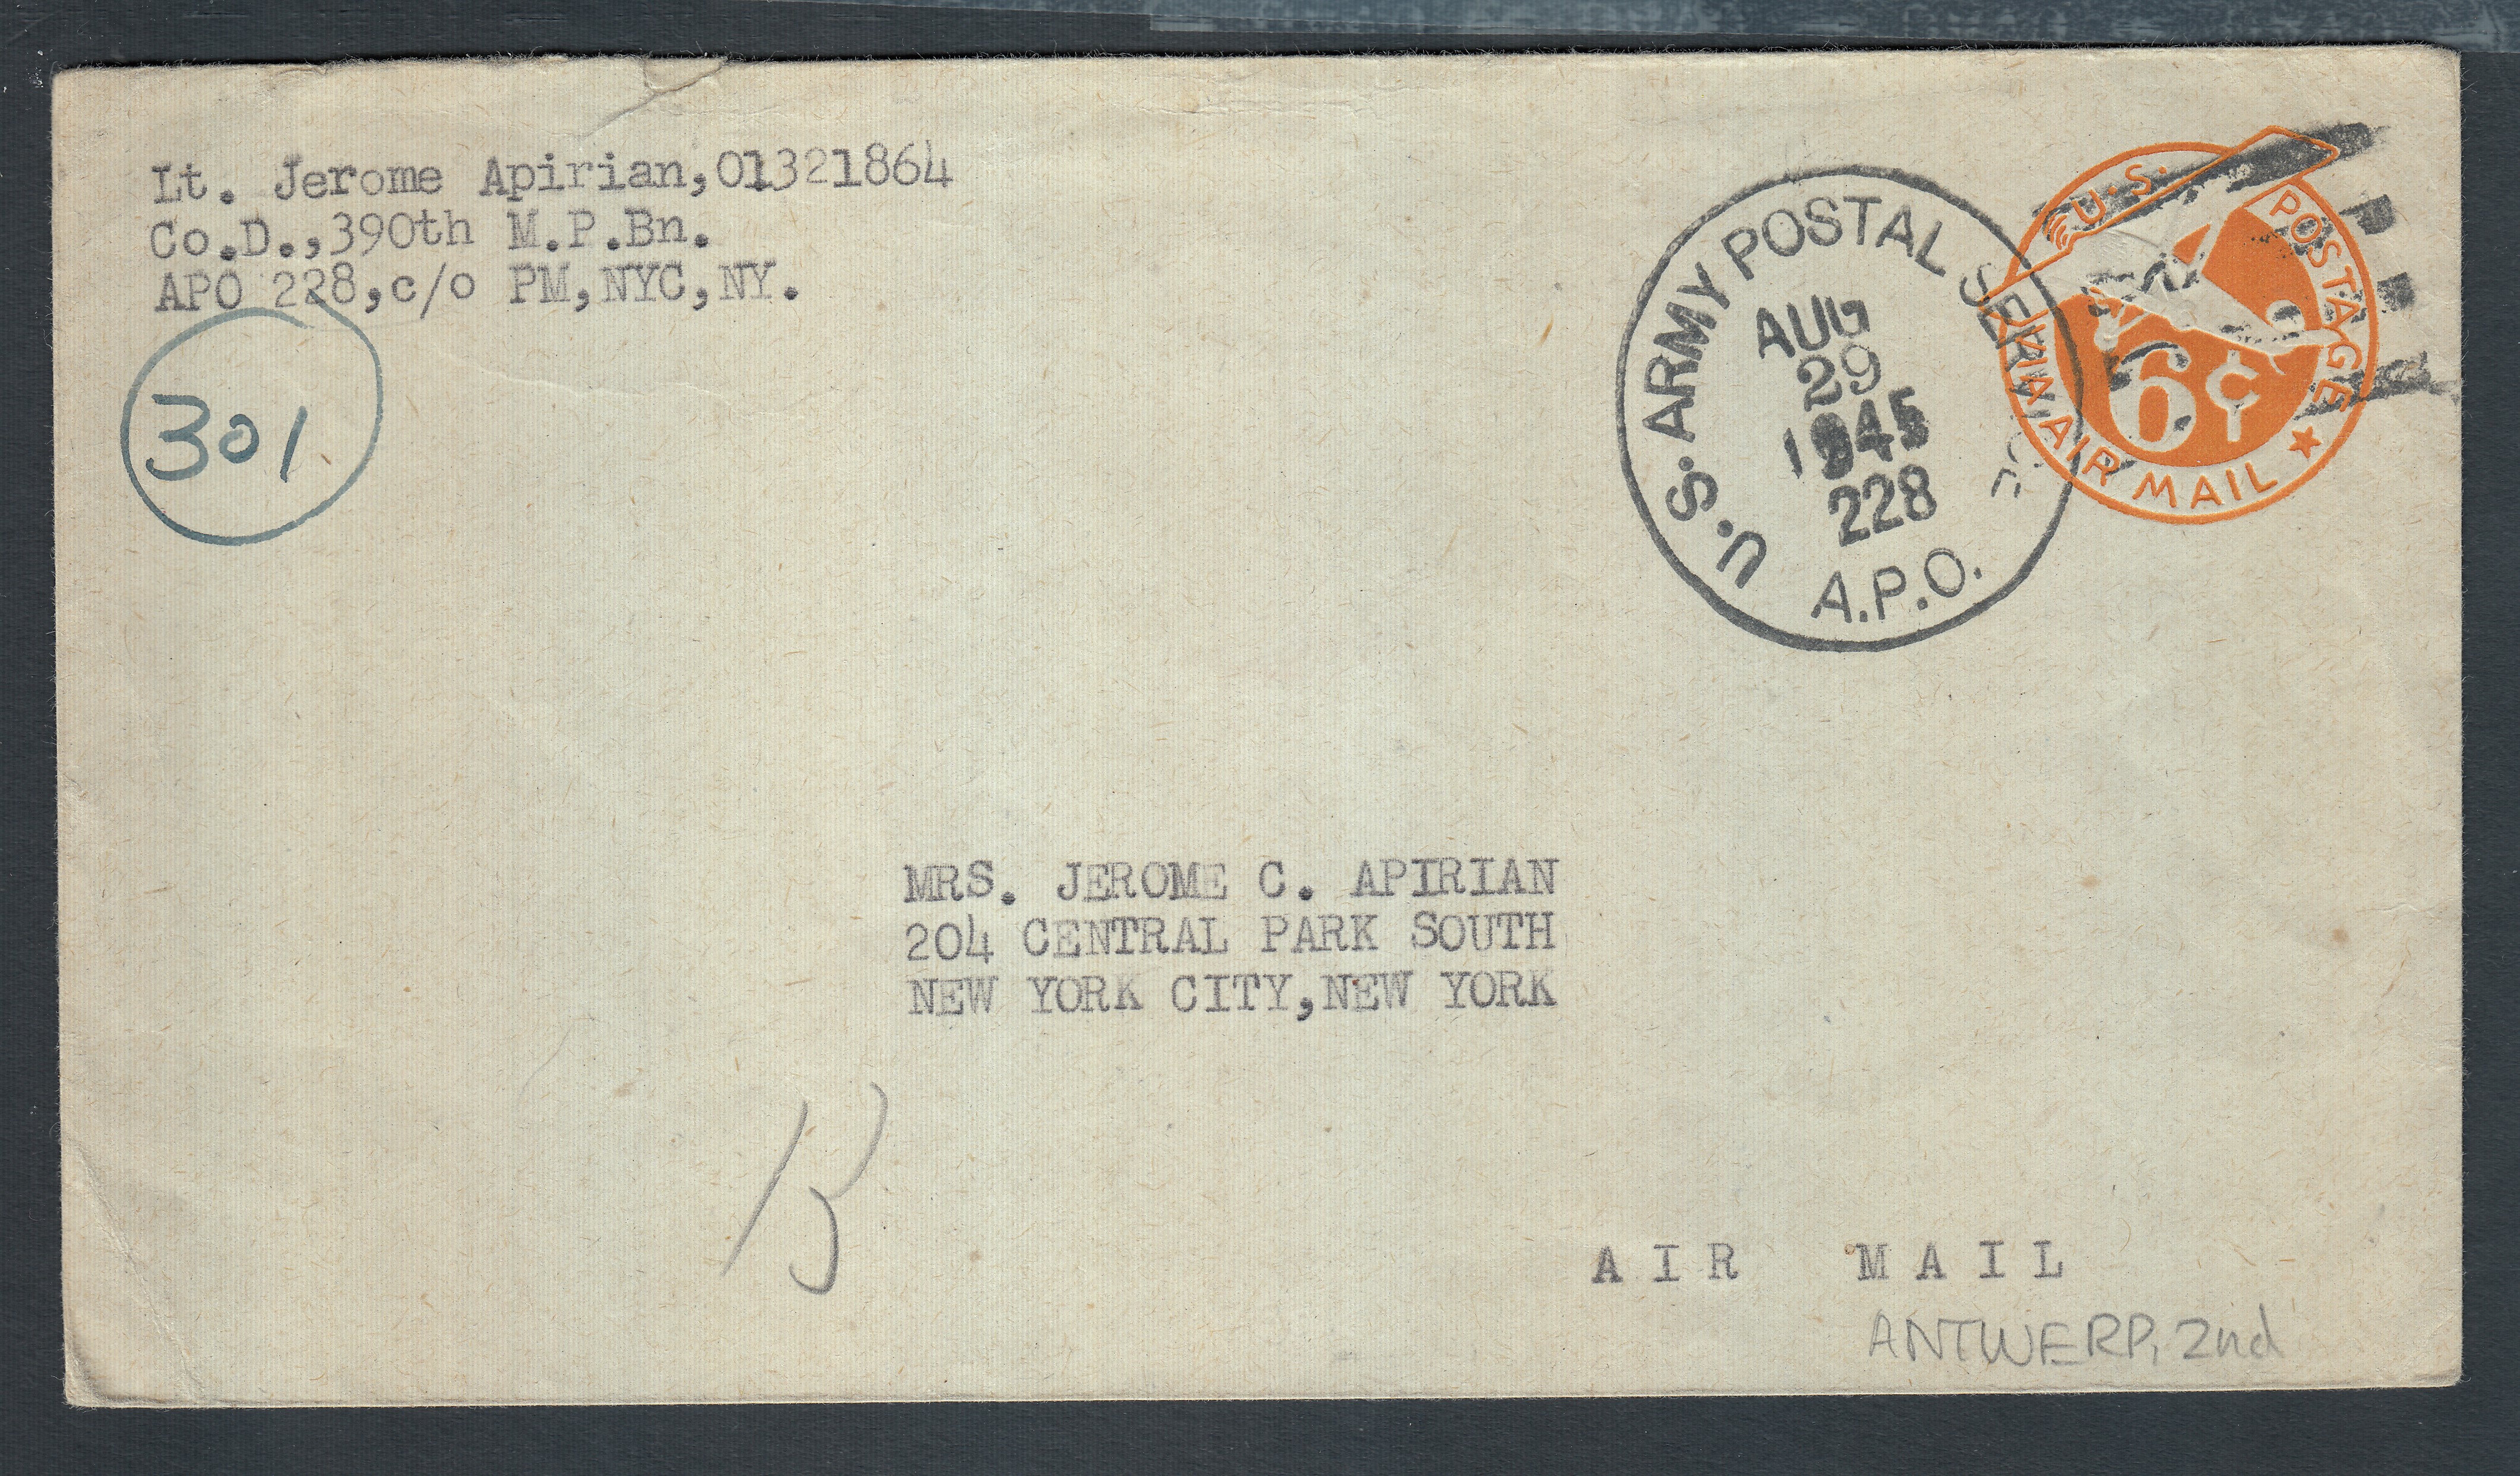 Lt. Jerome Apirian,01321864
Co.D.,390th M.P.Bn.
APO 228,c/o PM,NYC,NY.
301
U.S. ARMY POSTAL SERVICE
AUG
29
1945
228
A.P.O.
U.S. POSTAGE
6¢
VIA AIR MAIL
MRS. JEROME C. APIRIAN
204 CENTRAL PARK SOUTH
NEW YORK CITY,NEW YORK
AIR MAIL
ANTWERP, 2nd